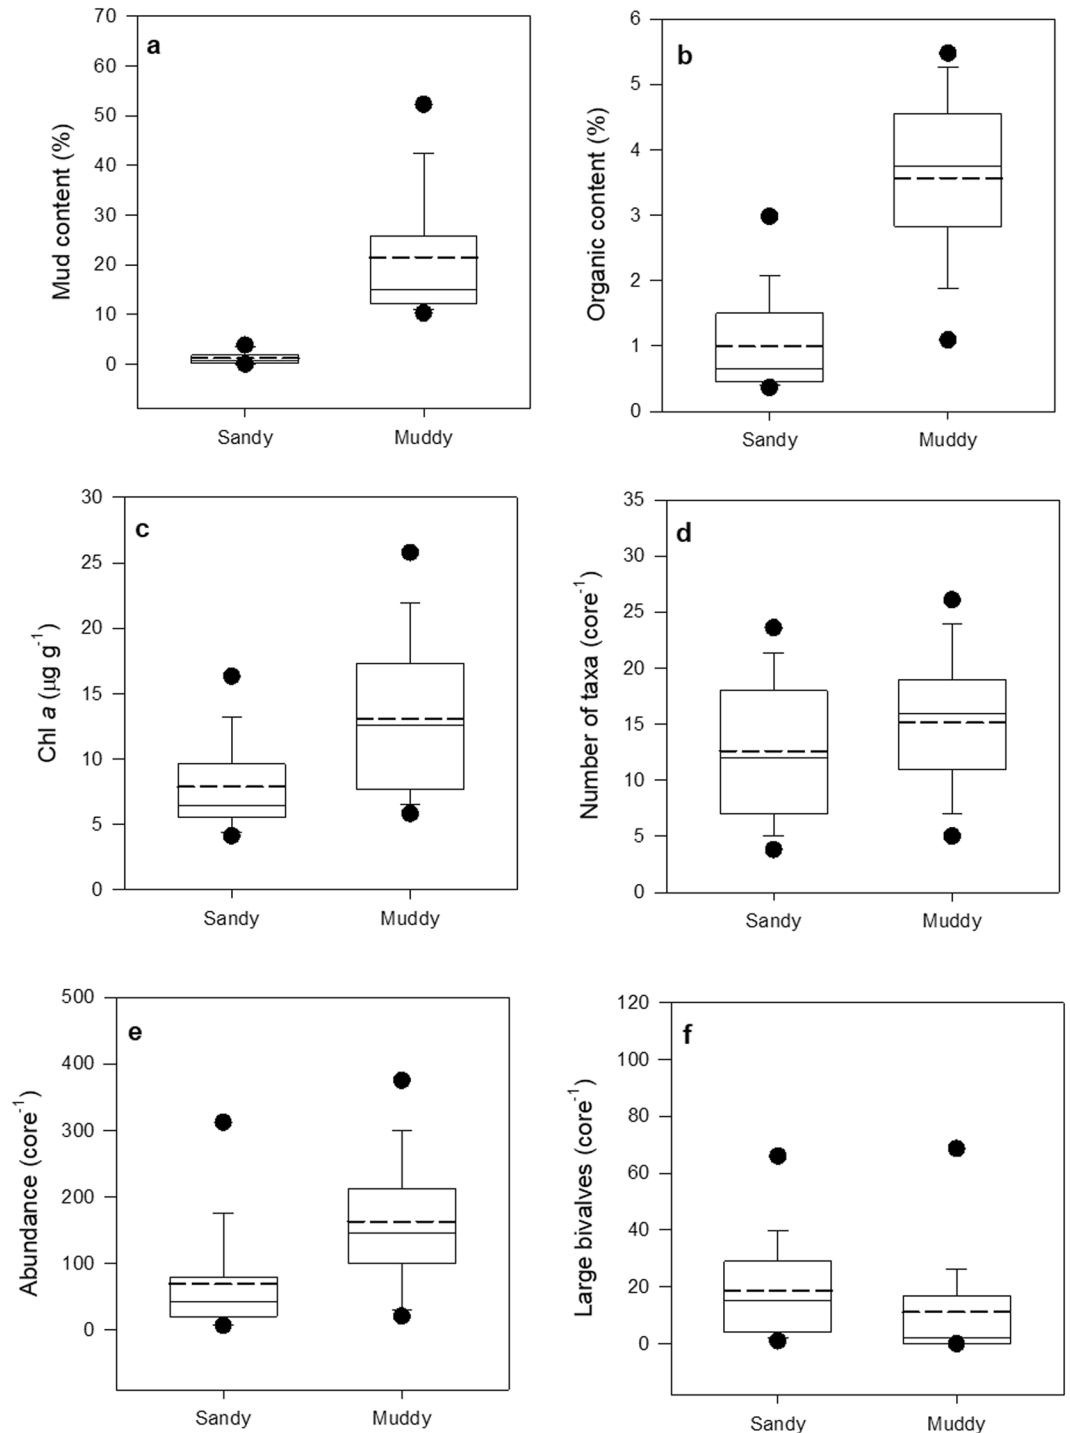 a
Mud content (%)
70
60
50
40
30
20
10
0
Sandy
Muddy
b
Organic content (%)
6
5
4
3
2
1
0
Sandy
Muddy
c
Chl a (µg g⁻¹)
30
25
20
15
10
5
0
Sandy
Muddy
d
Number of taxa (core⁻¹)
35
30
25
20
15
10
5
0
Sandy
Muddy
e
Abundance (core⁻¹)
500
400
300
200
100
0
Sandy
Muddy
f
Large bivalves (core⁻¹)
120
100
80
60
40
20
0
Sandy
Muddy